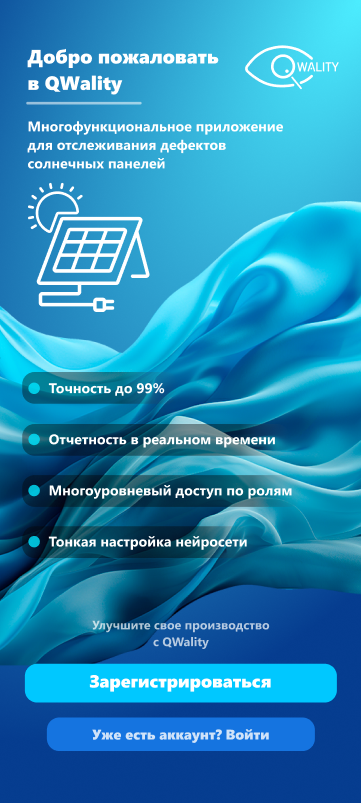 Добро пожаловать
в QWality
QWALITY
Многофункциональное приложение
для отслеживания дефектов
солнечных панелей
Точность до 99%
Отчетность в реальном времени
Многоуровневый доступ по ролям
Тонкая настройка нейросети
Улучшите свое производство
с QWality
Зарегистрироваться
Уже есть аккаунт? Войти